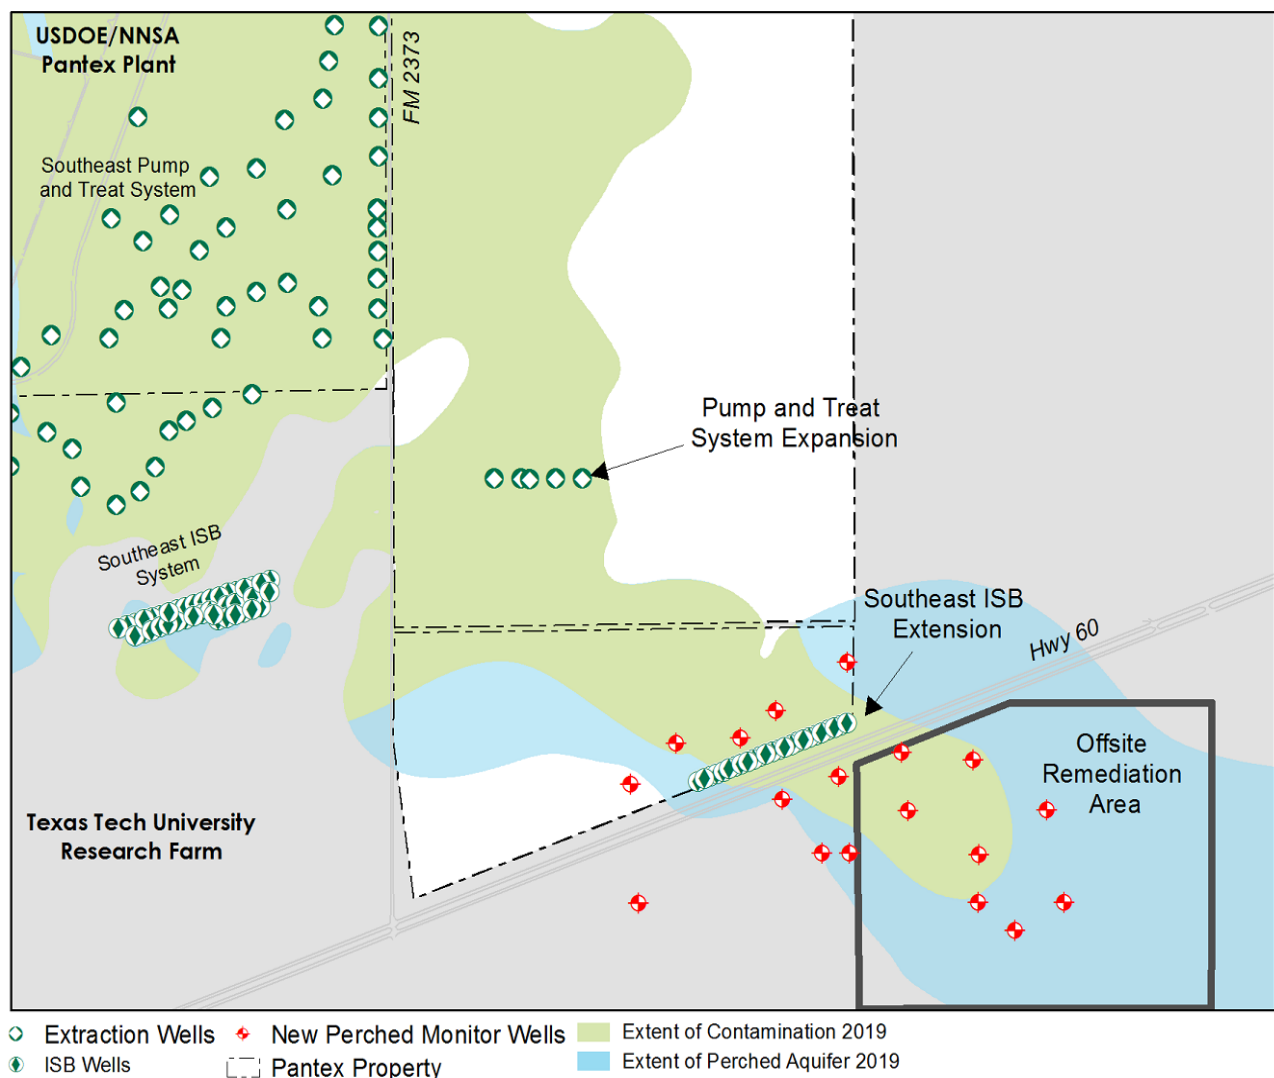 USDOE/NNSA
Pantex Plant
FM 2373
Southeast Pump
and Treat System
Pump and Treat
System Expansion
Southeast ISB
System
Southeast ISB
Extension
Hwy 60
Offsite
Remediation
Area
Texas Tech University
Research Farm
Extraction Wells
New Perched Monitor Wells
Extent of Contamination 2019
ISB Wells
Pantex Property
Extent of Perched Aquifer 2019